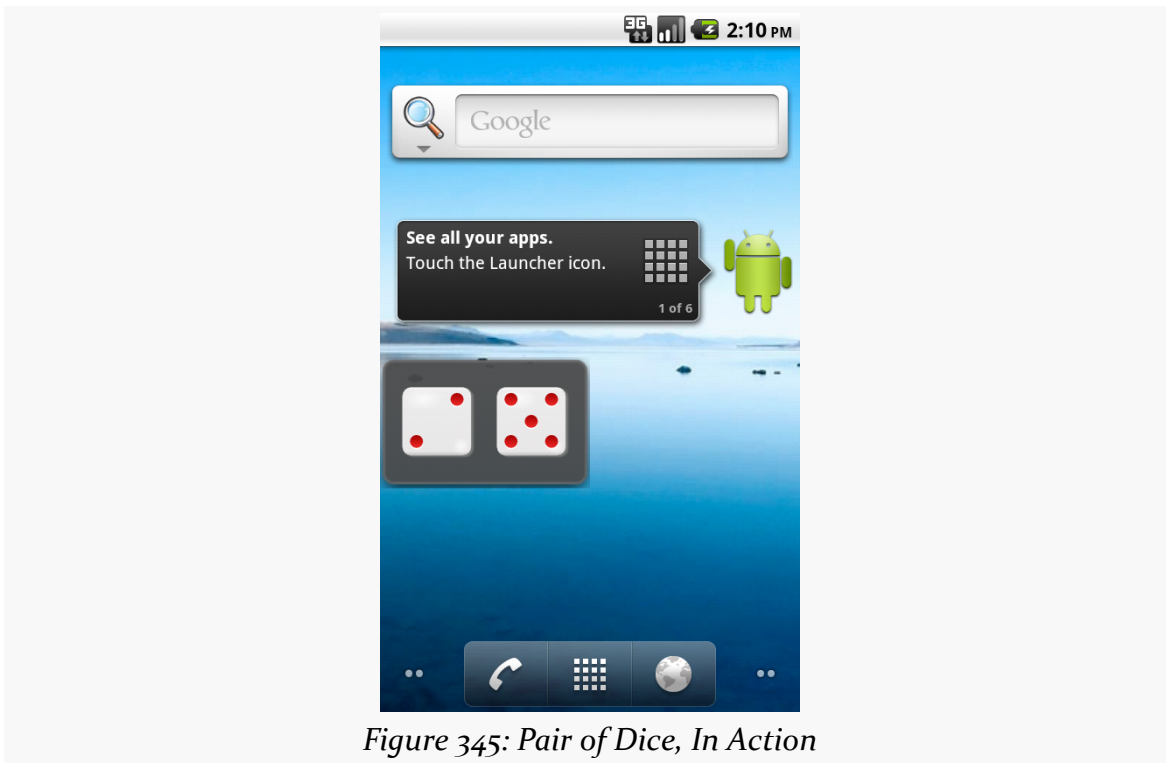 3G 2:10 PM
Google
See all your apps.
Touch the Launcher icon.
1 of 6
Figure 345: Pair of Dice, In Action